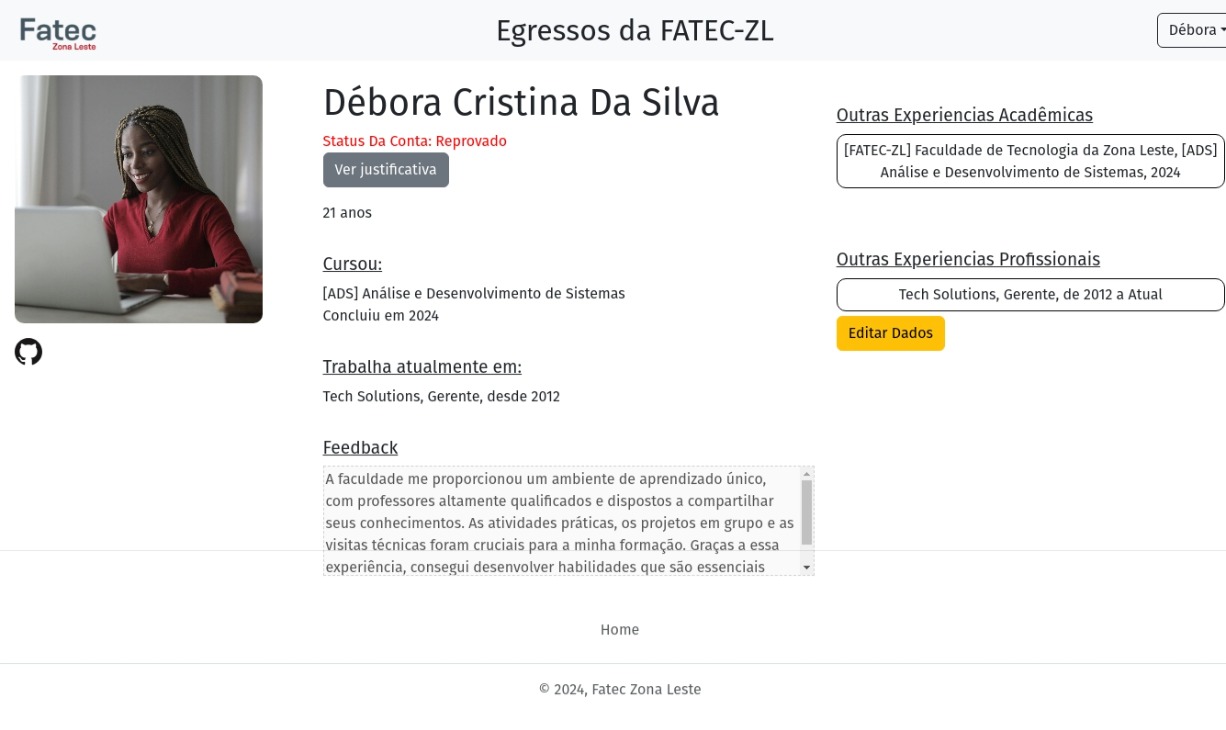 Fatec
Zona Leste
Egressos da FATEC-ZL
Débora
Débora Cristina Da Silva
Status Da Conta: Reprovado
Ver justificativa
21 anos
Cursou:
[ADS] Análise e Desenvolvimento de Sistemas
Concluiu em 2024
Trabalha atualmente em:
Tech Solutions, Gerente, desde 2012
Feedback
A faculdade me proporcionou um ambiente de aprendizado único,
com professores altamente qualificados e dispostos a compartilhar
seus conhecimentos. As atividades práticas, os projetos em grupo e as
visitas técnicas foram cruciais para a minha formação. Graças a essa
experiência, consegui desenvolver habilidades que são essenciais
Outras Experiencias Acadêmicas
[FATEC-ZL] Faculdade de Tecnologia da Zona Leste, [ADS]
Análise e Desenvolvimento de Sistemas, 2024
Outras Experiencias Profissionais
Tech Solutions, Gerente, de 2012 a Atual
Editar Dados
Home
© 2024, Fatec Zona Leste